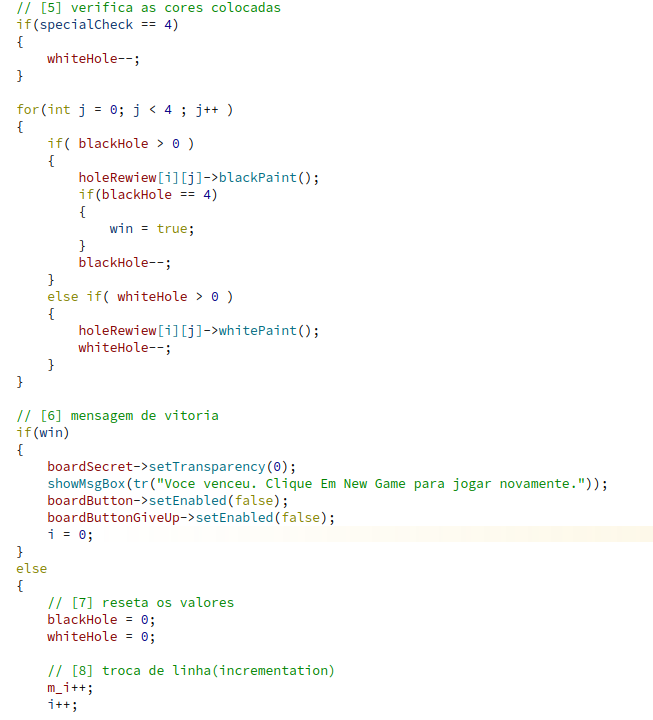 // [5] verifica as cores colocadas
if(specialCheck == 4)
{
    whiteHole--;
}

for(int j = 0; j < 4 ; j++ )
{
    if( blackHole > 0 )
    {
        holeRewiew[i][j]->blackPaint();
        if(blackHole == 4)
        {
            win = true;
        }
        blackHole--;
    }
    else if( whiteHole > 0 )
    {
        holeRewiew[i][j]->whitePaint();
        whiteHole--;
    }
}

// [6] mensagem de vitoria
if(win)
{
    boardSecret->setTransparency(0);
    showMsgBox(tr("Voce venceu. Clique Em New Game para jogar novamente."));
    boardButton->setEnabled(false);
    boardButtonGiveUp->setEnabled(false);
    i = 0;
}
else
{
    // [7] reseta os valores
    blackHole = 0;
    whiteHole = 0;

    // [8] troca de linha(incrementation)
    m_i++;
    i++;